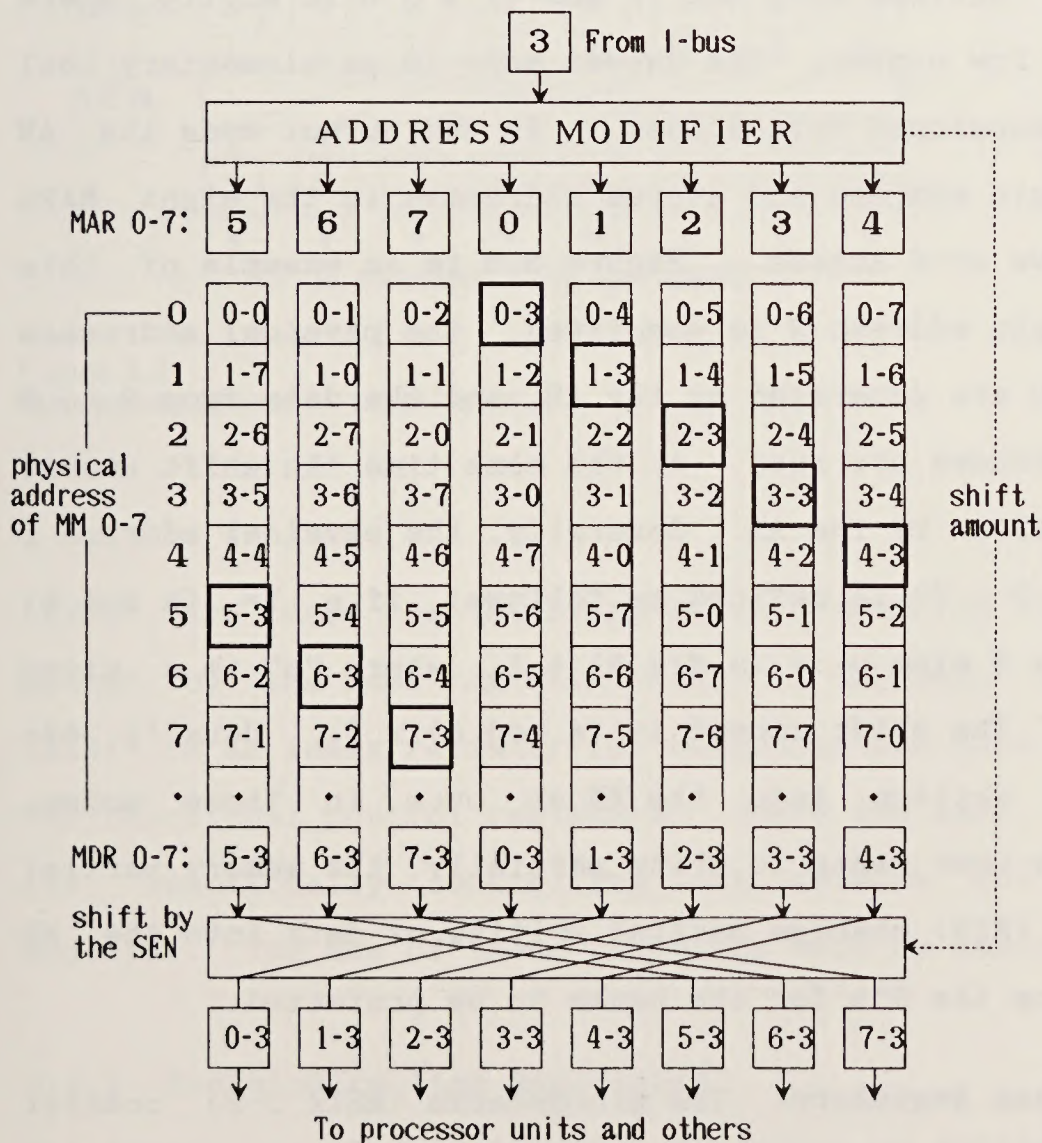 3 From I-bus
ADDRESS MODIFIER
MAR 0-7: 5 6 7 0 1 2 3 4
0 0-0 0-1 0-2 0-3 0-4 0-5 0-6 0-7
1 1-7 1-0 1-1 1-2 1-3 1-4 1-5 1-6
2 2-6 2-7 2-0 2-1 2-2 2-3 2-4 2-5
physical
address
of MM 0-7
3 3-5 3-6 3-7 3-0 3-1 3-2 3-3 3-4
shift
amount
4 4-4 4-5 4-6 4-7 4-0 4-1 4-2 4-3
5 5-3 5-4 5-5 5-6 5-7 5-0 5-1 5-2
6 6-2 6-3 6-4 6-5 6-6 6-7 6-0 6-1
7 7-1 7-2 7-3 7-4 7-5 7-6 7-7 7-0
MDR 0-7: 5-3 6-3 7-3 0-3 1-3 2-3 3-3 4-3
shift by
the SEN
0-3 1-3 2-3 3-3 4-3 5-3 6-3 7-3
To processor units and others